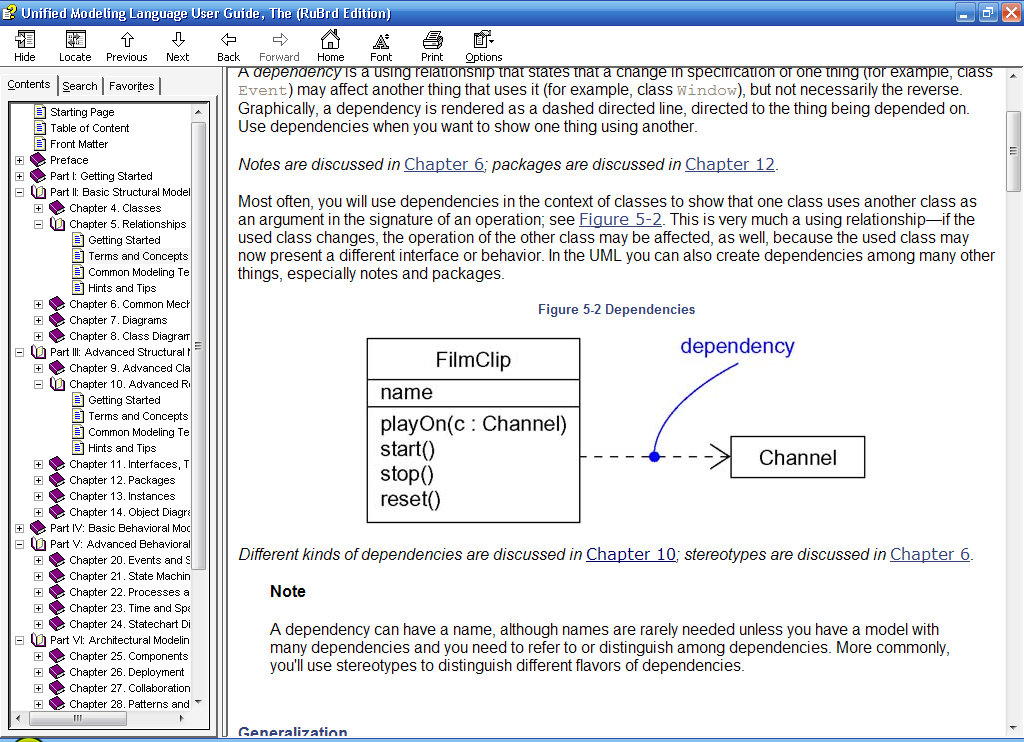 Unified Modeling Language User Guide, The (RuBrd Edition)
Hide Locate Previous Next Back Forward Home Font Print Options
Contents Search Favorites
Starting Page
Table of Content
Front Matter
Preface
Part I: Getting Started
Part II: Basic Structural Model
Chapter 4. Classes
Chapter 5. Relationships
Getting Started
Terms and Concepts
Common Modeling Te
Hints and Tips
Chapter 6. Common Mech
Chapter 7. Diagrams
Chapter 8. Class Diagram
Part III: Advanced Structural M
Chapter 9. Advanced Cla
Chapter 10. Advanced Re
Getting Started
Terms and Concepts
Common Modeling Te
Hints and Tips
Chapter 11. Interfaces, T
Chapter 12. Packages
Chapter 13. Instances
Chapter 14. Object Diagra
Part IV: Basic Behavioral Mod
Part V: Advanced Behavioral
Chapter 20. Events and S
Chapter 21. State Machin
Chapter 22. Processes a
Chapter 23. Time and Spa
Chapter 24. Statechart Di
Part VI: Architectural Modelin
Chapter 25. Components
Chapter 26. Deployment
Chapter 27. Collaboration
Chapter 28. Patterns and
A dependency is a using relationship that states that a change in specification of one thing (for example, class
Event) may affect another thing that uses it (for example, class Window), but not necessarily the reverse.
Graphically, a dependency is rendered as a dashed directed line, directed to the thing being depended on.
Use dependencies when you want to show one thing using another.
Notes are discussed in Chapter 6; packages are discussed in Chapter 12.
Most often, you will use dependencies in the context of classes to show that one class uses another class as
an argument in the signature of an operation; see Figure 5-2. This is very much a using relationship—if the
used class changes, the operation of the other class may be affected, as well, because the used class may
now present a different interface or behavior. In the UML you can also create dependencies among many other
things, especially notes and packages.
Figure 5-2 Dependencies
FilmClip
name
playOn(c : Channel)
start()
stop()
reset()
dependency
Channel
Different kinds of dependencies are discussed in Chapter 10; stereotypes are discussed in Chapter 6.
Note
A dependency can have a name, although names are rarely needed unless you have a model with
many dependencies and you need to refer to or distinguish among dependencies. More commonly,
you'll use stereotypes to distinguish different flavors of dependencies.
Generalization